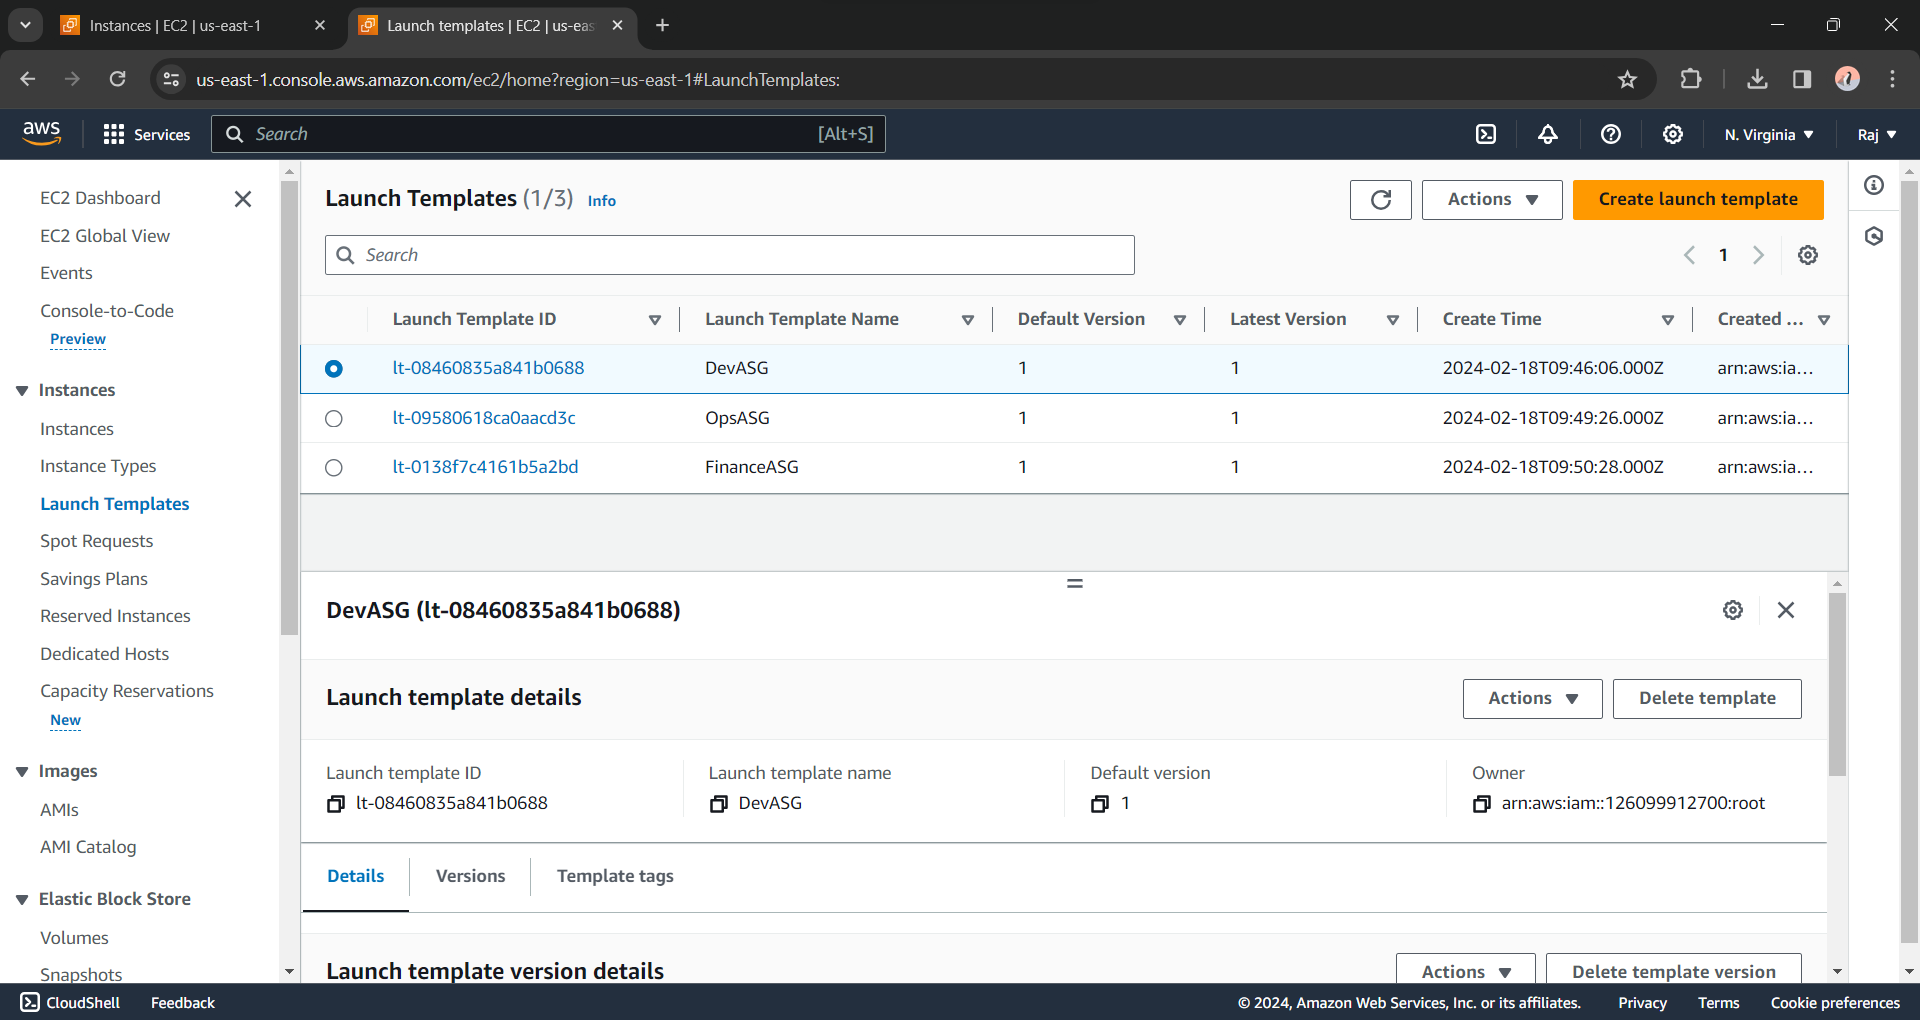 Instances | EC2 | us-east-1
Launch templates | EC2 | us-eas
us-east-1.console.aws.amazon.com/ec2/home?region=us-east-1#LaunchTemplates:
aws
Services
Search
[Alt+S]
N. Virginia
Raj
EC2 Dashboard
EC2 Global View
Events
Console-to-Code
Preview
Instances
Instances
Instance Types
Launch Templates
Spot Requests
Savings Plans
Reserved Instances
Dedicated Hosts
Capacity Reservations
New
Images
AMIs
AMI Catalog
Elastic Block Store
Volumes
Snapshots
Launch Templates (1/3) Info
Actions
Create launch template
Search
1
Launch Template ID Launch Template Name Default Version Latest Version Create Time Created ...
lt-08460835a841b0688 DevASG 1 1 2024-02-18T09:46:06.000Z arn:aws:ia...
lt-09580618ca0aacd3c OpsASG 1 1 2024-02-18T09:49:26.000Z arn:aws:ia...
lt-0138f7c4161b5a2bd FinanceASG 1 1 2024-02-18T09:50:28.000Z arn:aws:ia...
DevASG (lt-08460835a841b0688)
Launch template details
Actions
Delete template
Launch template ID Launch template name Default version Owner
lt-08460835a841b0688 DevASG 1 arn:aws:iam::126099912700:root
Details Versions Template tags
Launch template version details
Actions
Delete template version
CloudShell Feedback
© 2024, Amazon Web Services, Inc. or its affiliates. Privacy Terms Cookie preferences